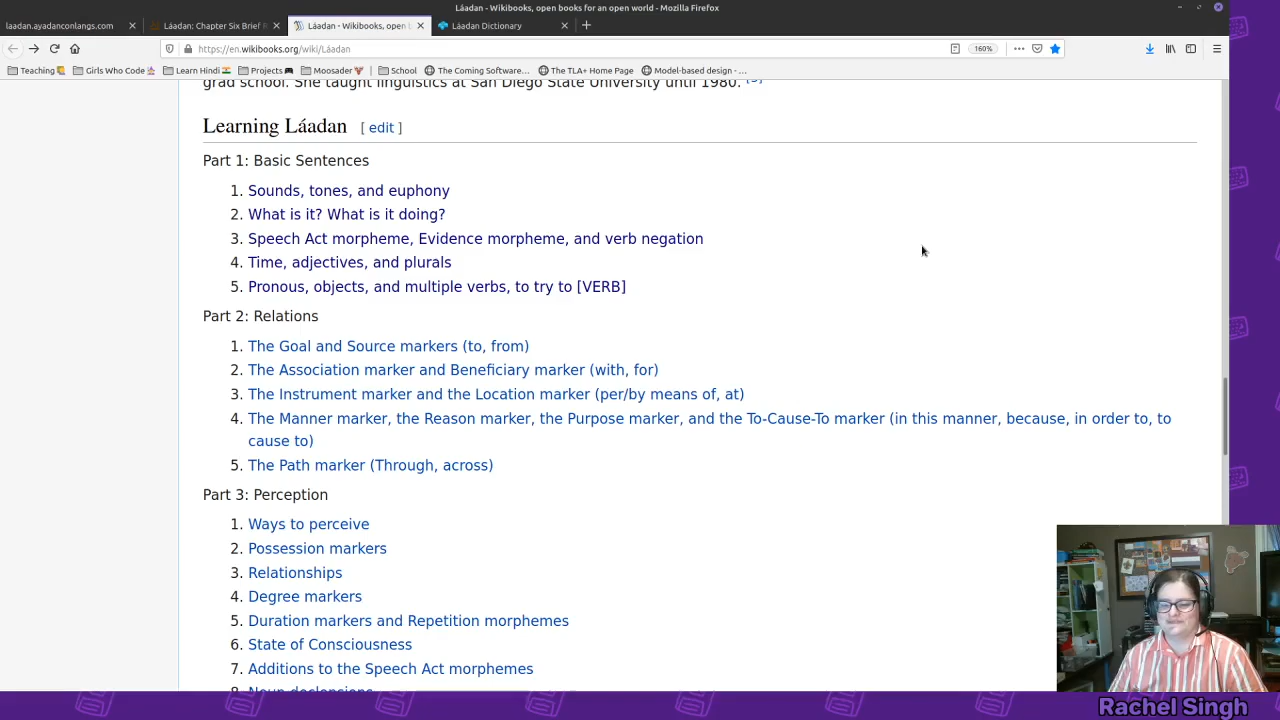 Láadan - Wikibooks, open books for an open world - Mozilla Firefox
laadan.ayadanconlangs.com
Láadan; Chapter Six Brief R
Láadan - Wikibooks, open b
Láadan Dictionary
https://en.wikibooks.org/wiki/Láadan
160%
Teaching
Girls Who Code
Learn Hindi
Projects
Moosader
School
The Coming Software...
The TLA+ Home Page
Model-based design - ...
grad school. She taught linguistics at San Diego State University until 1980.
Learning Láadan [ edit ]
Part 1: Basic Sentences
1. Sounds, tones, and euphony
2. What is it? What is it doing?
3. Speech Act morpheme, Evidence morpheme, and verb negation
4. Time, adjectives, and plurals
5. Pronous, objects, and multiple verbs, to try to [VERB]
Part 2: Relations
1. The Goal and Source markers (to, from)
2. The Association marker and Beneficiary marker (with, for)
3. The Instrument marker and the Location marker (per/by means of, at)
4. The Manner marker, the Reason marker, the Purpose marker, and the To-Cause-To marker (in this manner, because, in order to, to
cause to)
5. The Path marker (Through, across)
Part 3: Perception
1. Ways to perceive
2. Possession markers
3. Relationships
4. Degree markers
5. Duration markers and Repetition morphemes
6. State of Consciousness
7. Additions to the Speech Act morphemes
8. Noun declensions
Rachel Singh